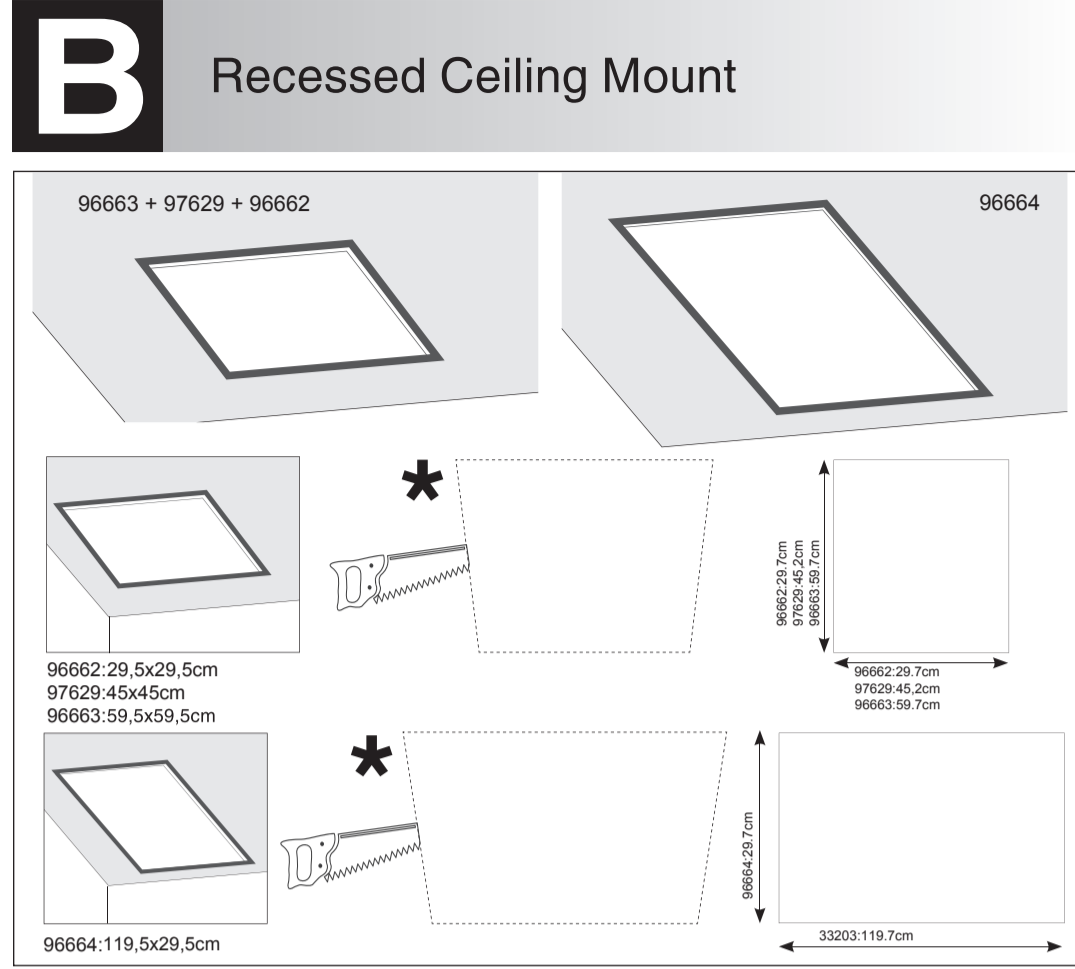 B
Recessed Ceiling Mount
96663 + 97629 + 96662
96664
*
96662:29.7cm
97629:45,2cm
96663:59.7cm
96662:29,5x29,5cm
97629:45x45cm
96663:59,5x59,5cm
96662:29.7cm
97629:45,2cm
96663:59.7cm
*
96664:29.7cm
96664:119,5x29,5cm
33203:119.7cm